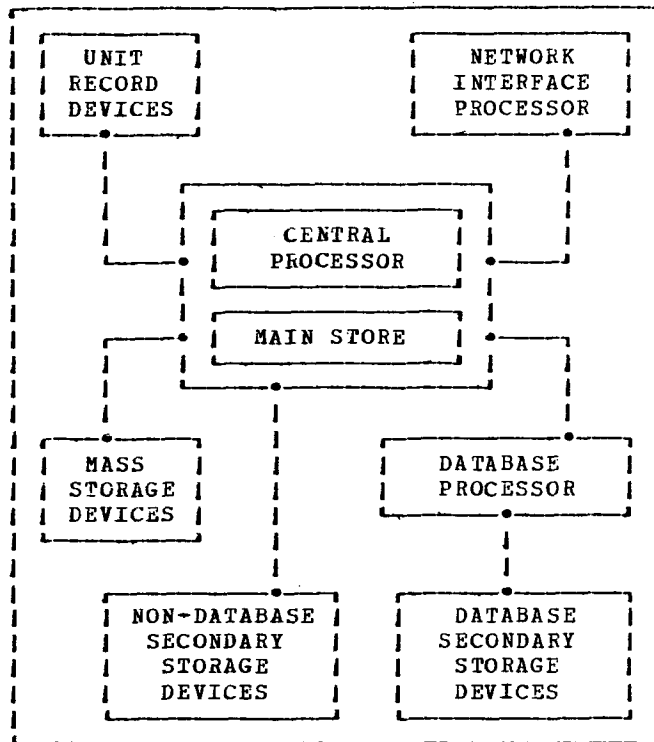 UNIT
RECORD
DEVICES
NETWORK
INTERFACE
PROCESSOR
CENTRAL
PROCESSOR
MAIN STORE
MASS
STORAGE
DEVICES
DATABASE
PROCESSOR
NON-DATABASE
SECONDARY
STORAGE
DEVICES
DATABASE
SECONDARY
STORAGE
DEVICES